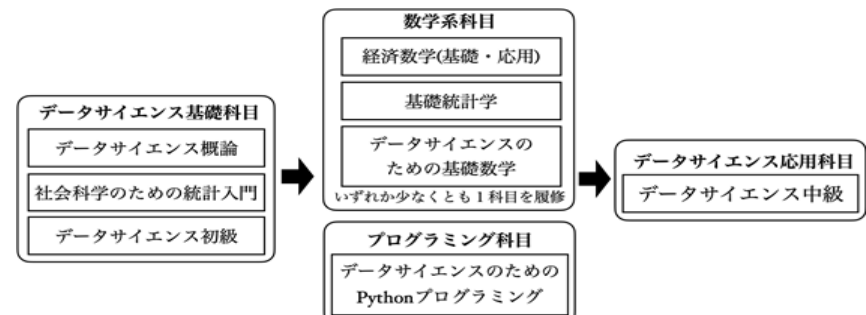 データサイエンス基礎科目
データサイエンス概論
社会科学のための統計入門
データサイエンス初級
数学系科目
経済数学(基礎・応用)
基礎統計学
データサイエンスの
ための基礎数学
いずれか少なくとも1科目を履修
プログラミング科目
データサイエンスのための
Pythonプログラミング
データサイエンス応用科目
データサイエンス中級